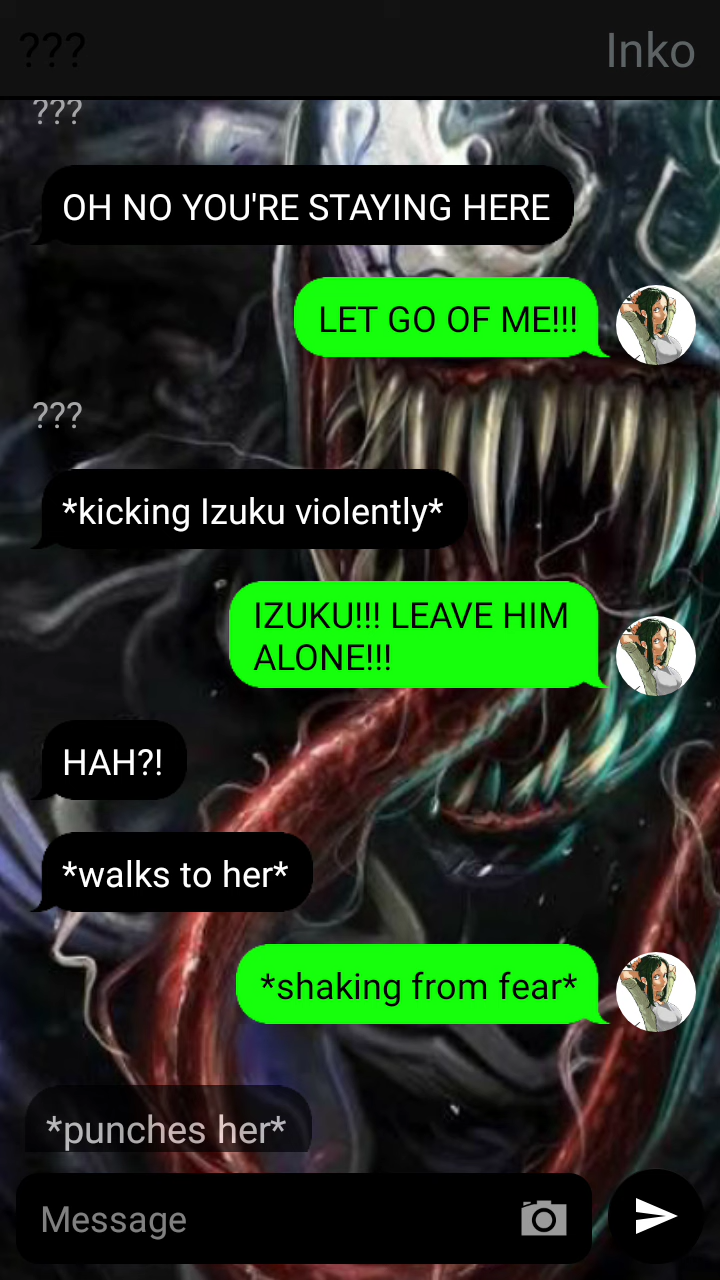 ??? Inko
???
OH NO YOU'RE STAYING HERE
LET GO OF ME!!!
???
*kicking Izuku violently*
IZUKU!!! LEAVE HIM
ALONE!!!
HAH?!
*walks to her*
*shaking from fear*
*punches her*
Message